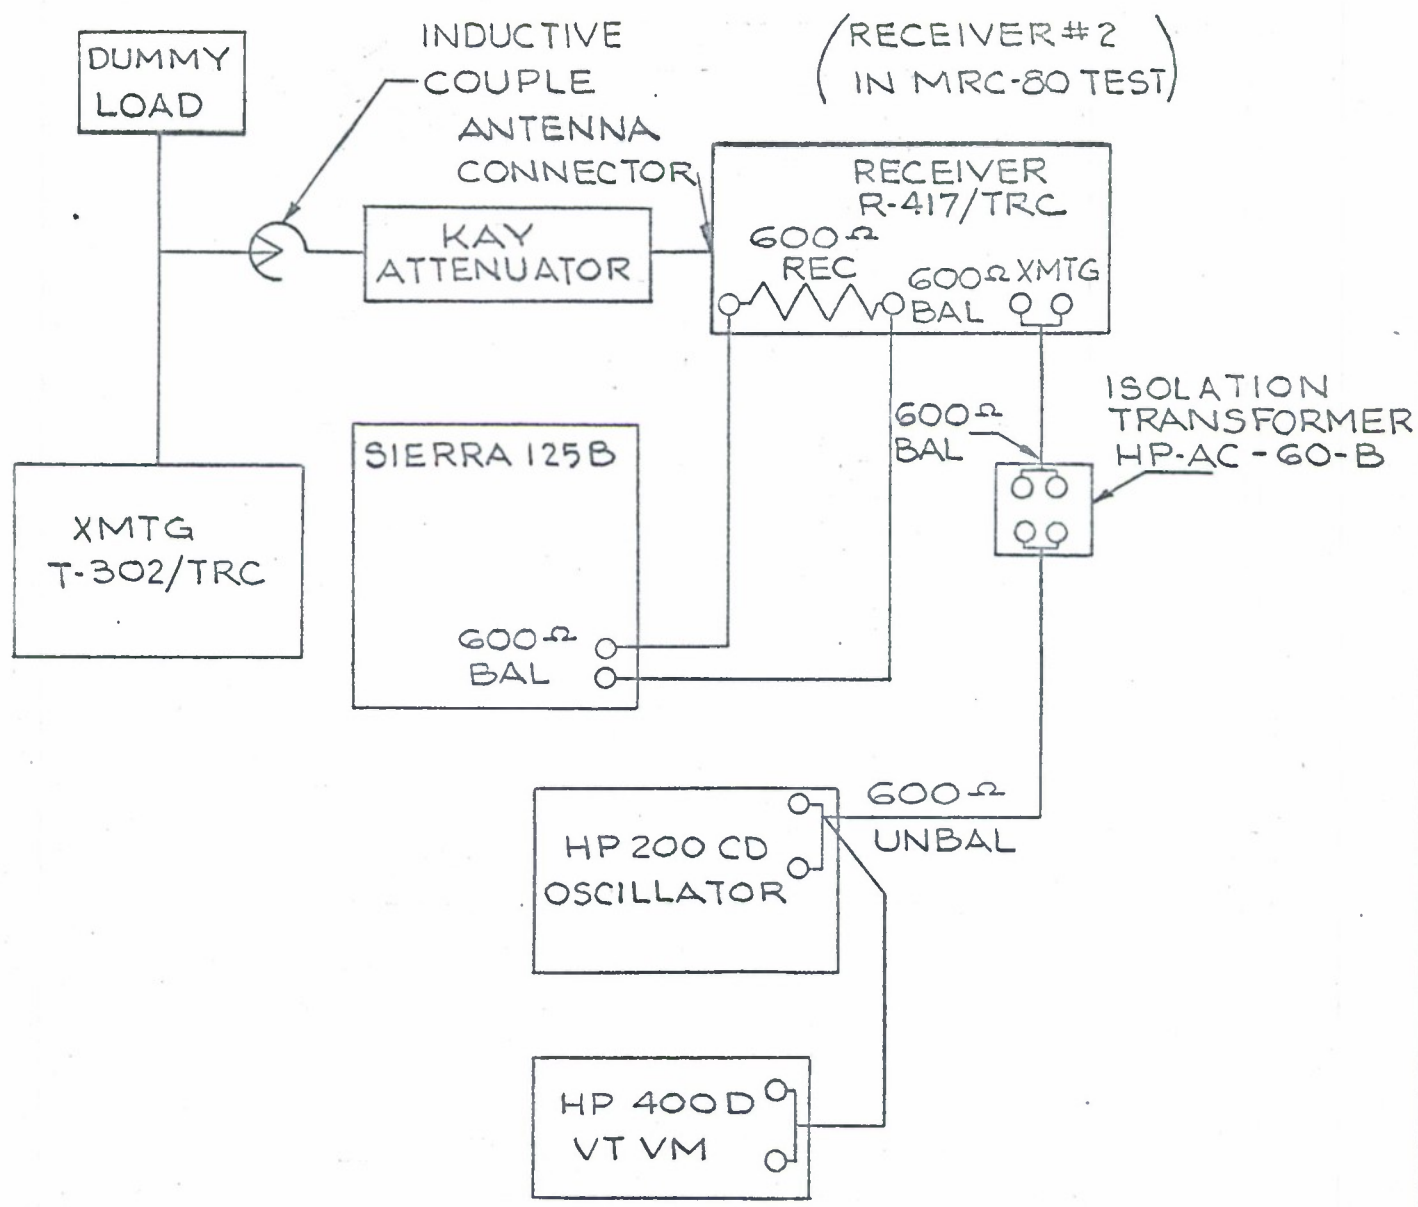 DUMMY
LOAD
INDUCTIVE
COUPLE
(RECEIVER #2
IN MRC-80 TEST)
ANTENNA
CONNECTOR
KAY
ATTENUATOR
RECEIVER
R-417/TRC
600Ω
REC
600Ω XMTG
BAL
SIERRA 125B
600Ω
BAL
600Ω
BAL
ISOLATION
TRANSFORMER
HP-AC-60-B
XMTG
T-302/TRC
HP 200 CD
OSCILLATOR
600Ω
UNBAL
HP 400 D
VT VM